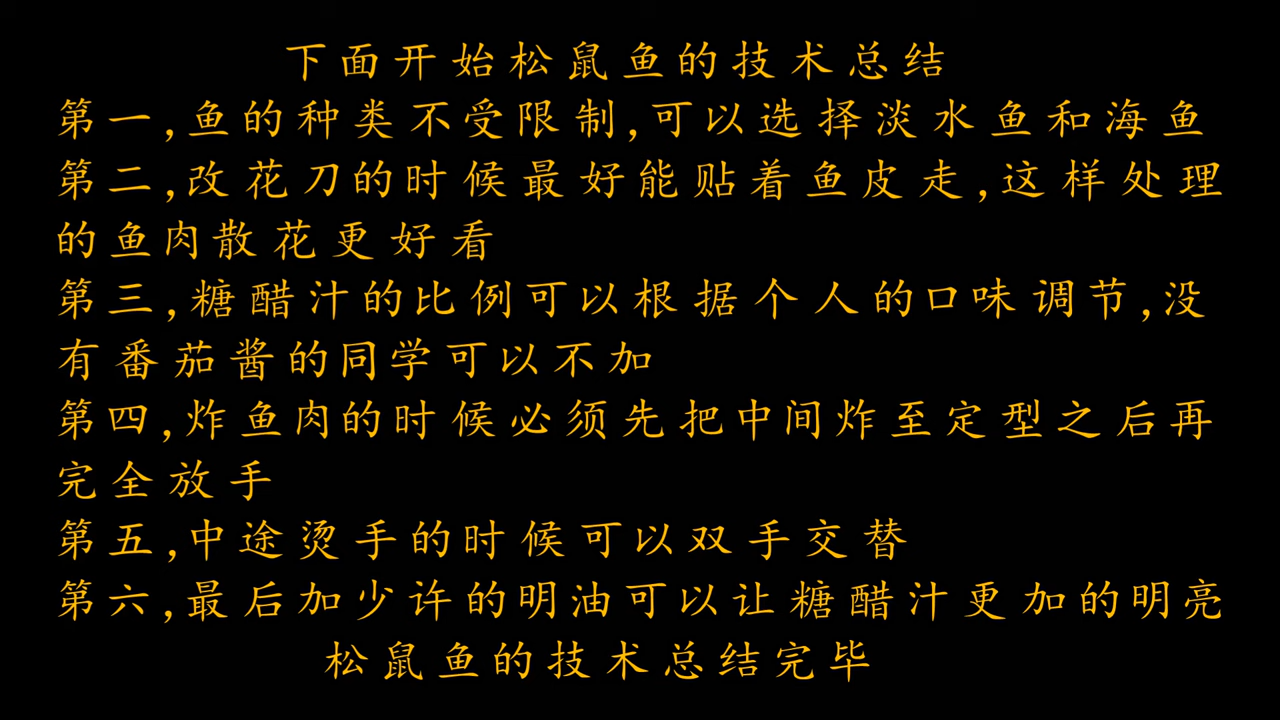 下面开始松鼠鱼的技术总结
第一,鱼的种类不受限制,可以选择淡水鱼和海鱼
第二,改花刀的时候最好能贴着鱼皮走,这样处理
的鱼肉散花更好看
第三,糖醋汁的比例可以根据个人的口味调节,没
有番茄酱的同学可以不加
第四,炸鱼肉的时候必须先把中间炸至定型之后再
完全放手
第五,中途烫手的时候可以双手交替
第六,最后加少许的明油可以让糖醋汁更加的明亮
松鼠鱼的技术总结完毕